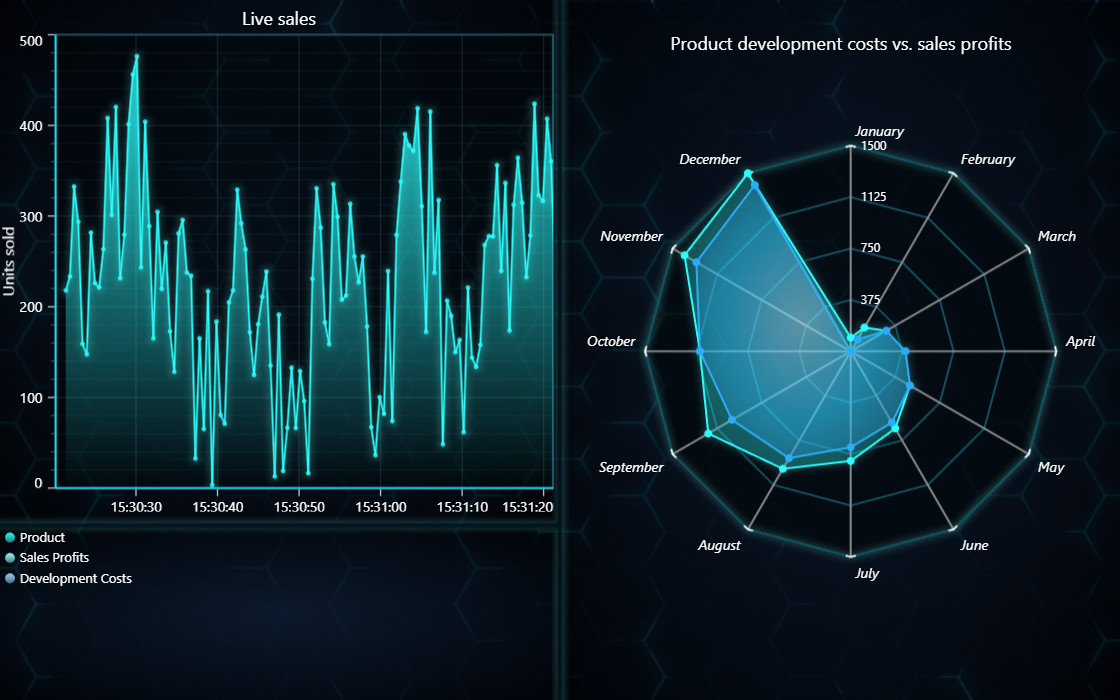 Live sales
500
400
300
200
100
0
Units sold
15:30:30 15:30:40 15:30:50 15:31:00 15:31:10 15:31:20
Product
Sales Profits
Development Costs
Product development costs vs. sales profits
January
1500
December
February
1125
November
March
750
375
October
April
September
May
August
June
July